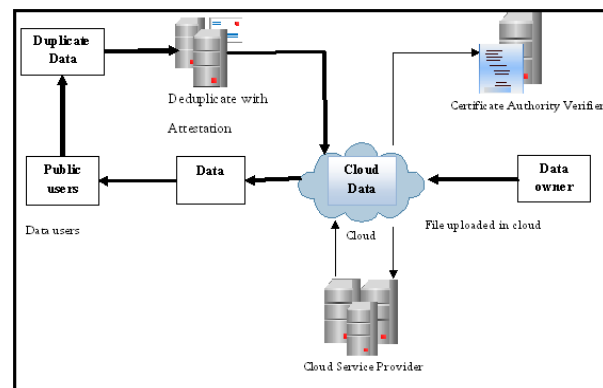 Duplicate
Data
Deduplicate with
Attestation
Certificate Authority Verifier
Public
users
Data
Cloud
Data
Data
owner
Data users
Cloud
File uploaded in cloud
Cloud Service Provider